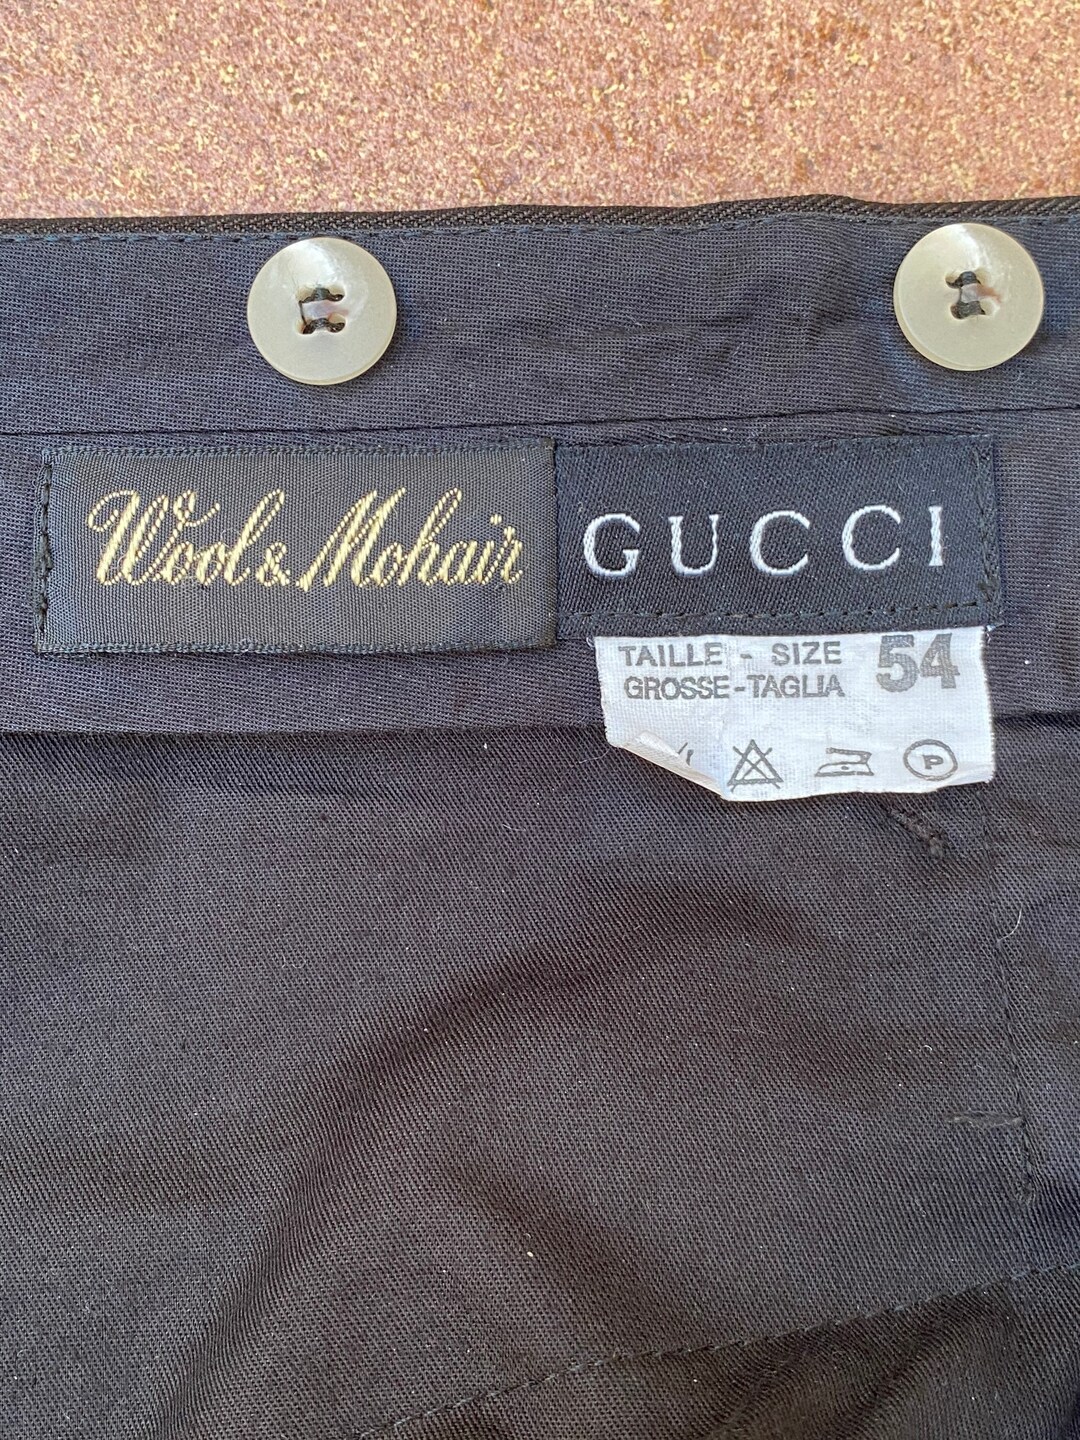 Wool & Mohair
GUCCI
TAILLE - SIZE 54
GROSSE-TAGLIA
P